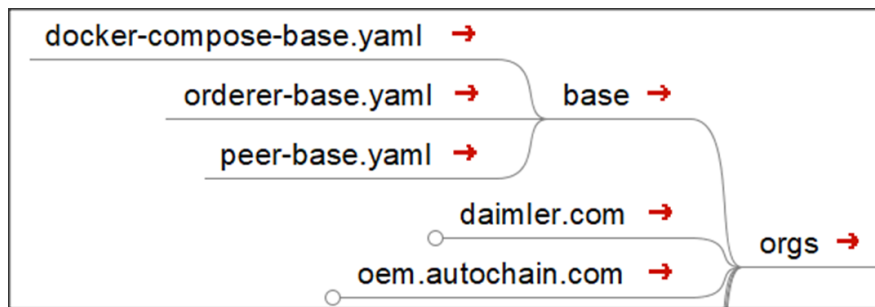 docker-compose-base.yaml
orderer-base.yaml
base
peer-base.yaml
daimler.com
orgs
oem.autochain.com